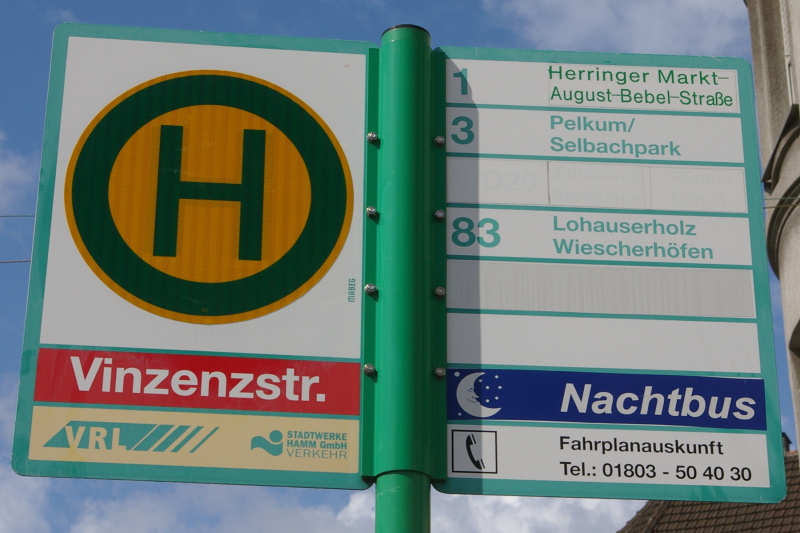 H
MABEG
Vinzenzstr.
VRL
STADTWERKE
HAMM GmbH
VERKEHR
1 Herringer Markt-
August-Bebel-Straße
3 Pelkum/
Selbachpark
83 Lohauserholz
Wiescherhöfen
Nachtbus
Fahrplanauskunft
Tel.: 01803 - 50 40 30